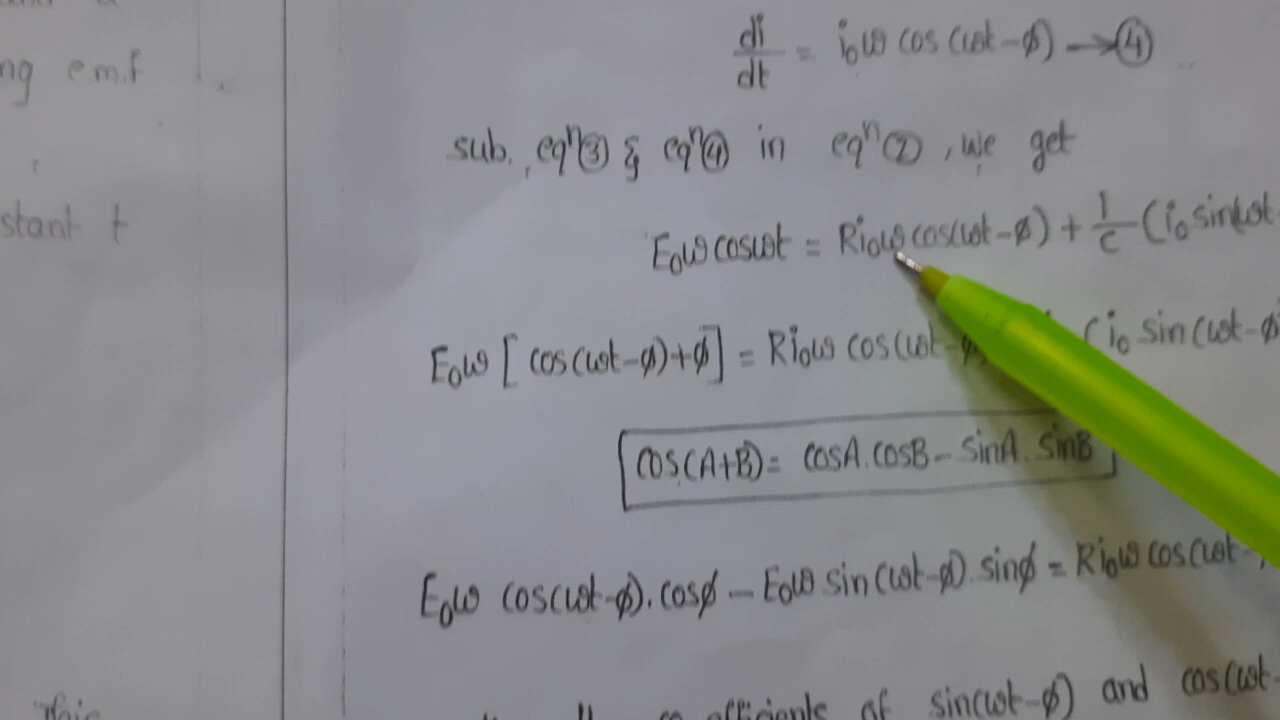 ng e.m.f
stant t
di/dt = i₀ω cos (ωt-φ) → ④
sub. eqⁿ③ & eqⁿ④ in eqⁿ②, we get
E₀ω cosωt = Ri₀ω cos(ωt-φ) + 1/c (i₀ sin(ωt
E₀ω [ cos(ωt-φ)+φ] = Ri₀ω cos(ωt-φ (i₀ sin(ωt-φ
cos(A+B)= cosA.cosB - sinA. sinB
E₀ω cos(ωt-φ).cosφ - E₀ω sin(ωt-φ).sinφ = Ri₀ω cos(ωt-
of sin(ωt-φ) and cos(ωt-